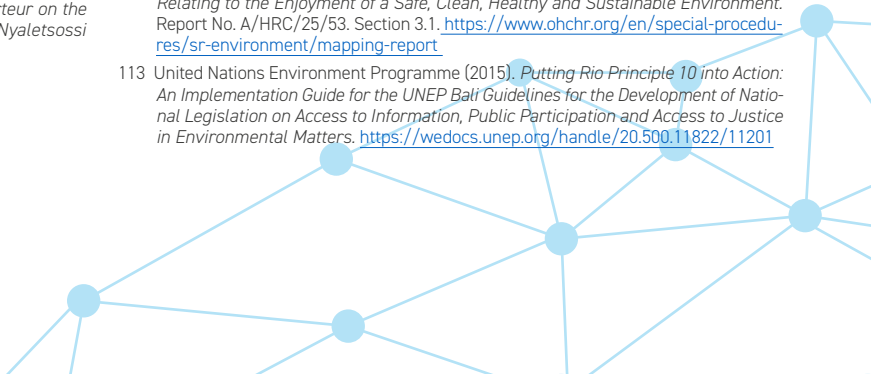 rteur on the
Nyaletsossi
Relating to the Enjoyment of a Safe, Clean, Healthy and Sustainable Environment.
Report No. A/HRC/25/53. Section 3.1. https://www.ohchr.org/en/special-procedu-
res/sr-environment/mapping-report
113 United Nations Environment Programme (2015). Putting Rio Principle 10 into Action:
An Implementation Guide for the UNEP Bali Guidelines for the Development of Natio-
nal Legislation on Access to Information, Public Participation and Access to Justice
in Environmental Matters. https://wedocs.unep.org/handle/20.500.11822/11201